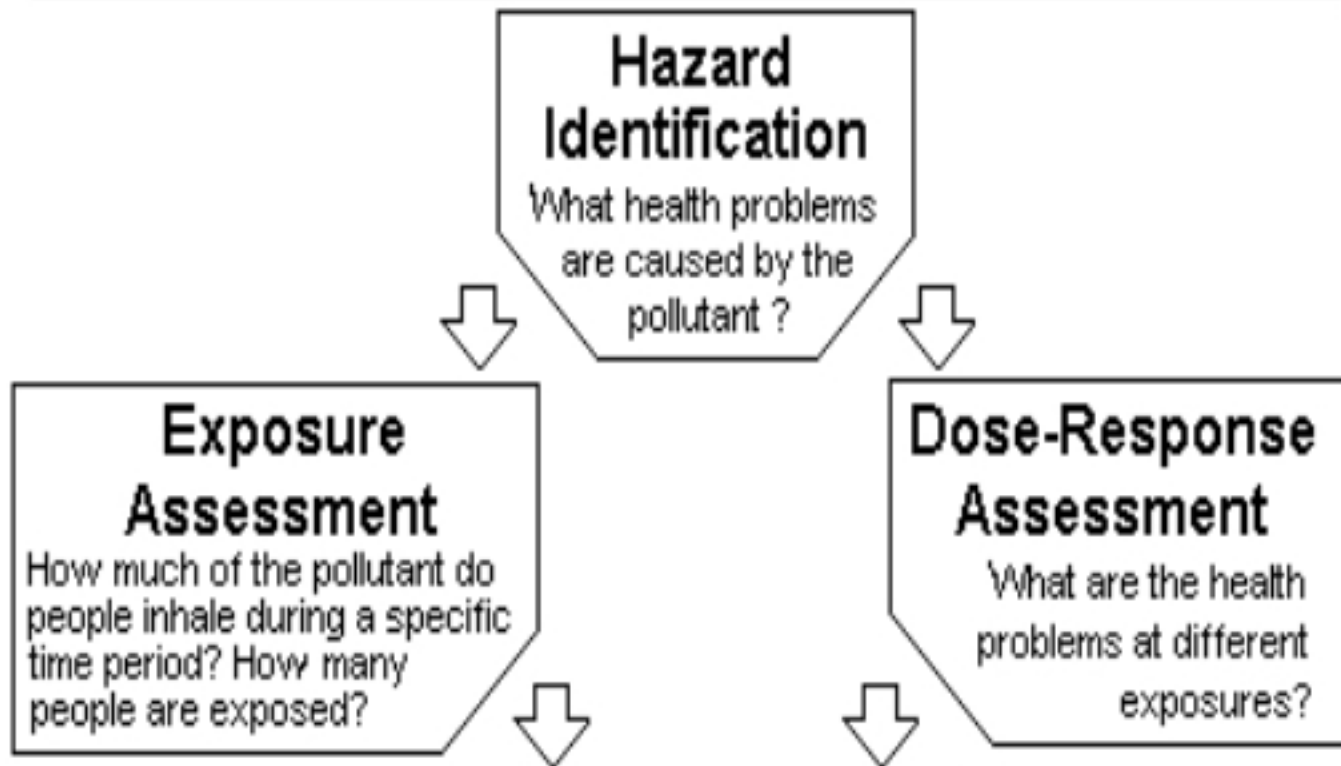 Hazard
Identification
What health problems
are caused by the
pollutant ?
Exposure
Assessment
How much of the pollutant do
people inhale during a specific
time period? How many
people are exposed?
Dose-Response
Assessment
What are the health
problems at different
exposures?